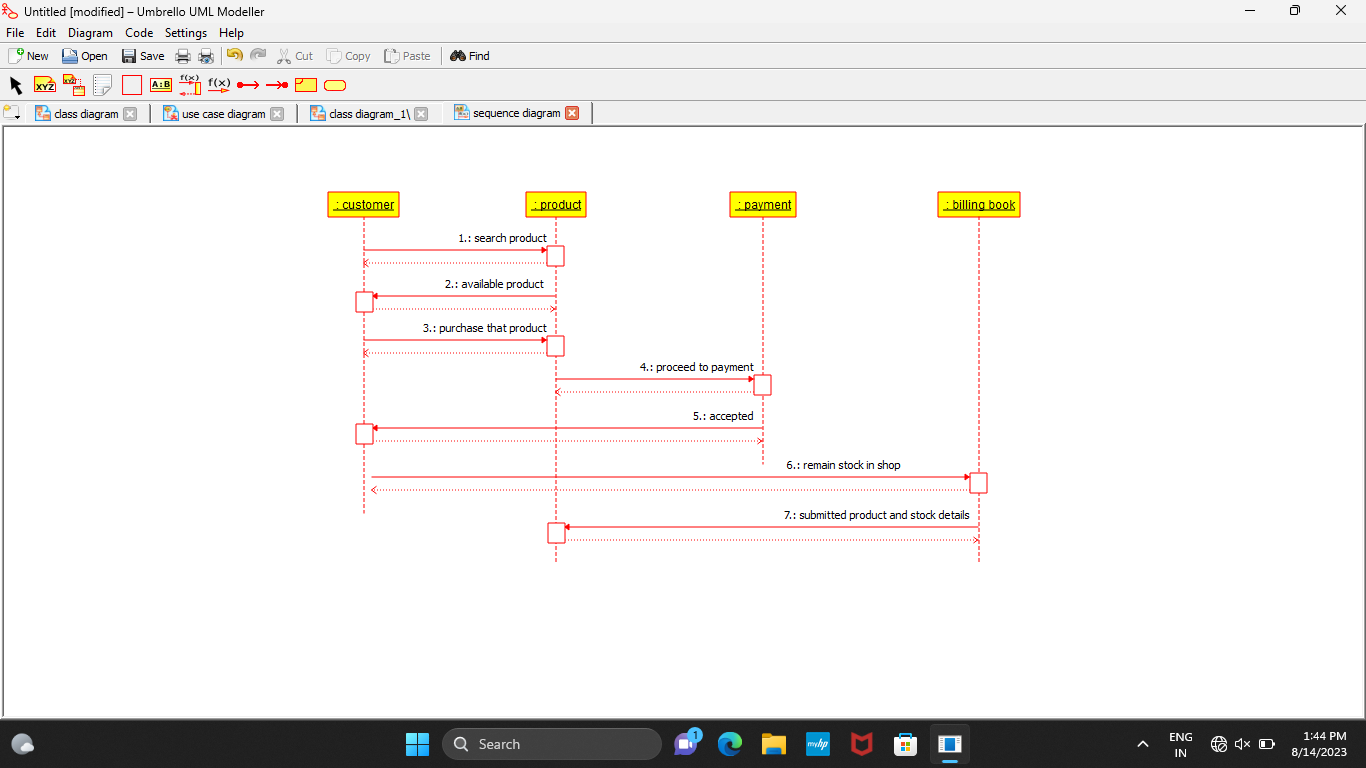 Untitled [modified] – Umbrello UML Modeller
File Edit Diagram Code Settings Help
New Open Save Cut Copy Paste Find
XYZ XYZ A:B f(x) f(x)
class diagram use case diagram class diagram_1\ sequence diagram
: customer : product : payment : billing book
1.: search product
2.: available product
3.: purchase that product
4.: proceed to payment
5.: accepted
6.: remain stock in shop
7.: submitted product and stock details
Search
1
myhp
ENG
IN
1:44 PM
8/14/2023